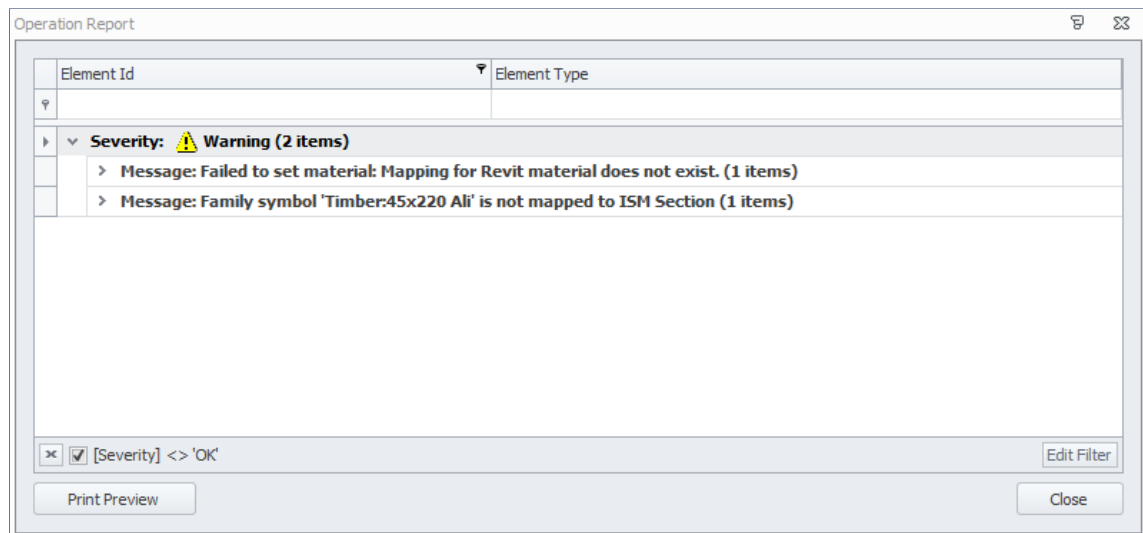 Operation Report
Element Id Element Type
Severity: Warning (2 items)
Message: Failed to set material: Mapping for Revit material does not exist. (1 items)
Message: Family symbol 'Timber:45x220 Ali' is not mapped to ISM Section (1 items)
[Severity] <> 'OK' Edit Filter
Print Preview Close